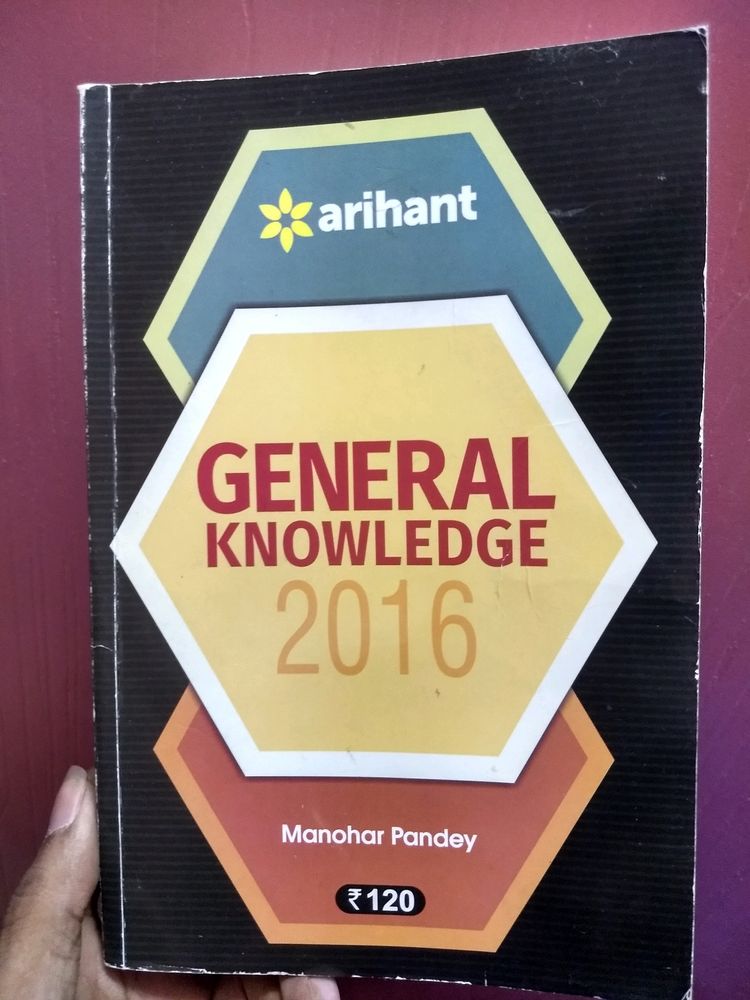 arihant
GENERAL
KNOWLEDGE
2016
Manohar Pandey
₹120